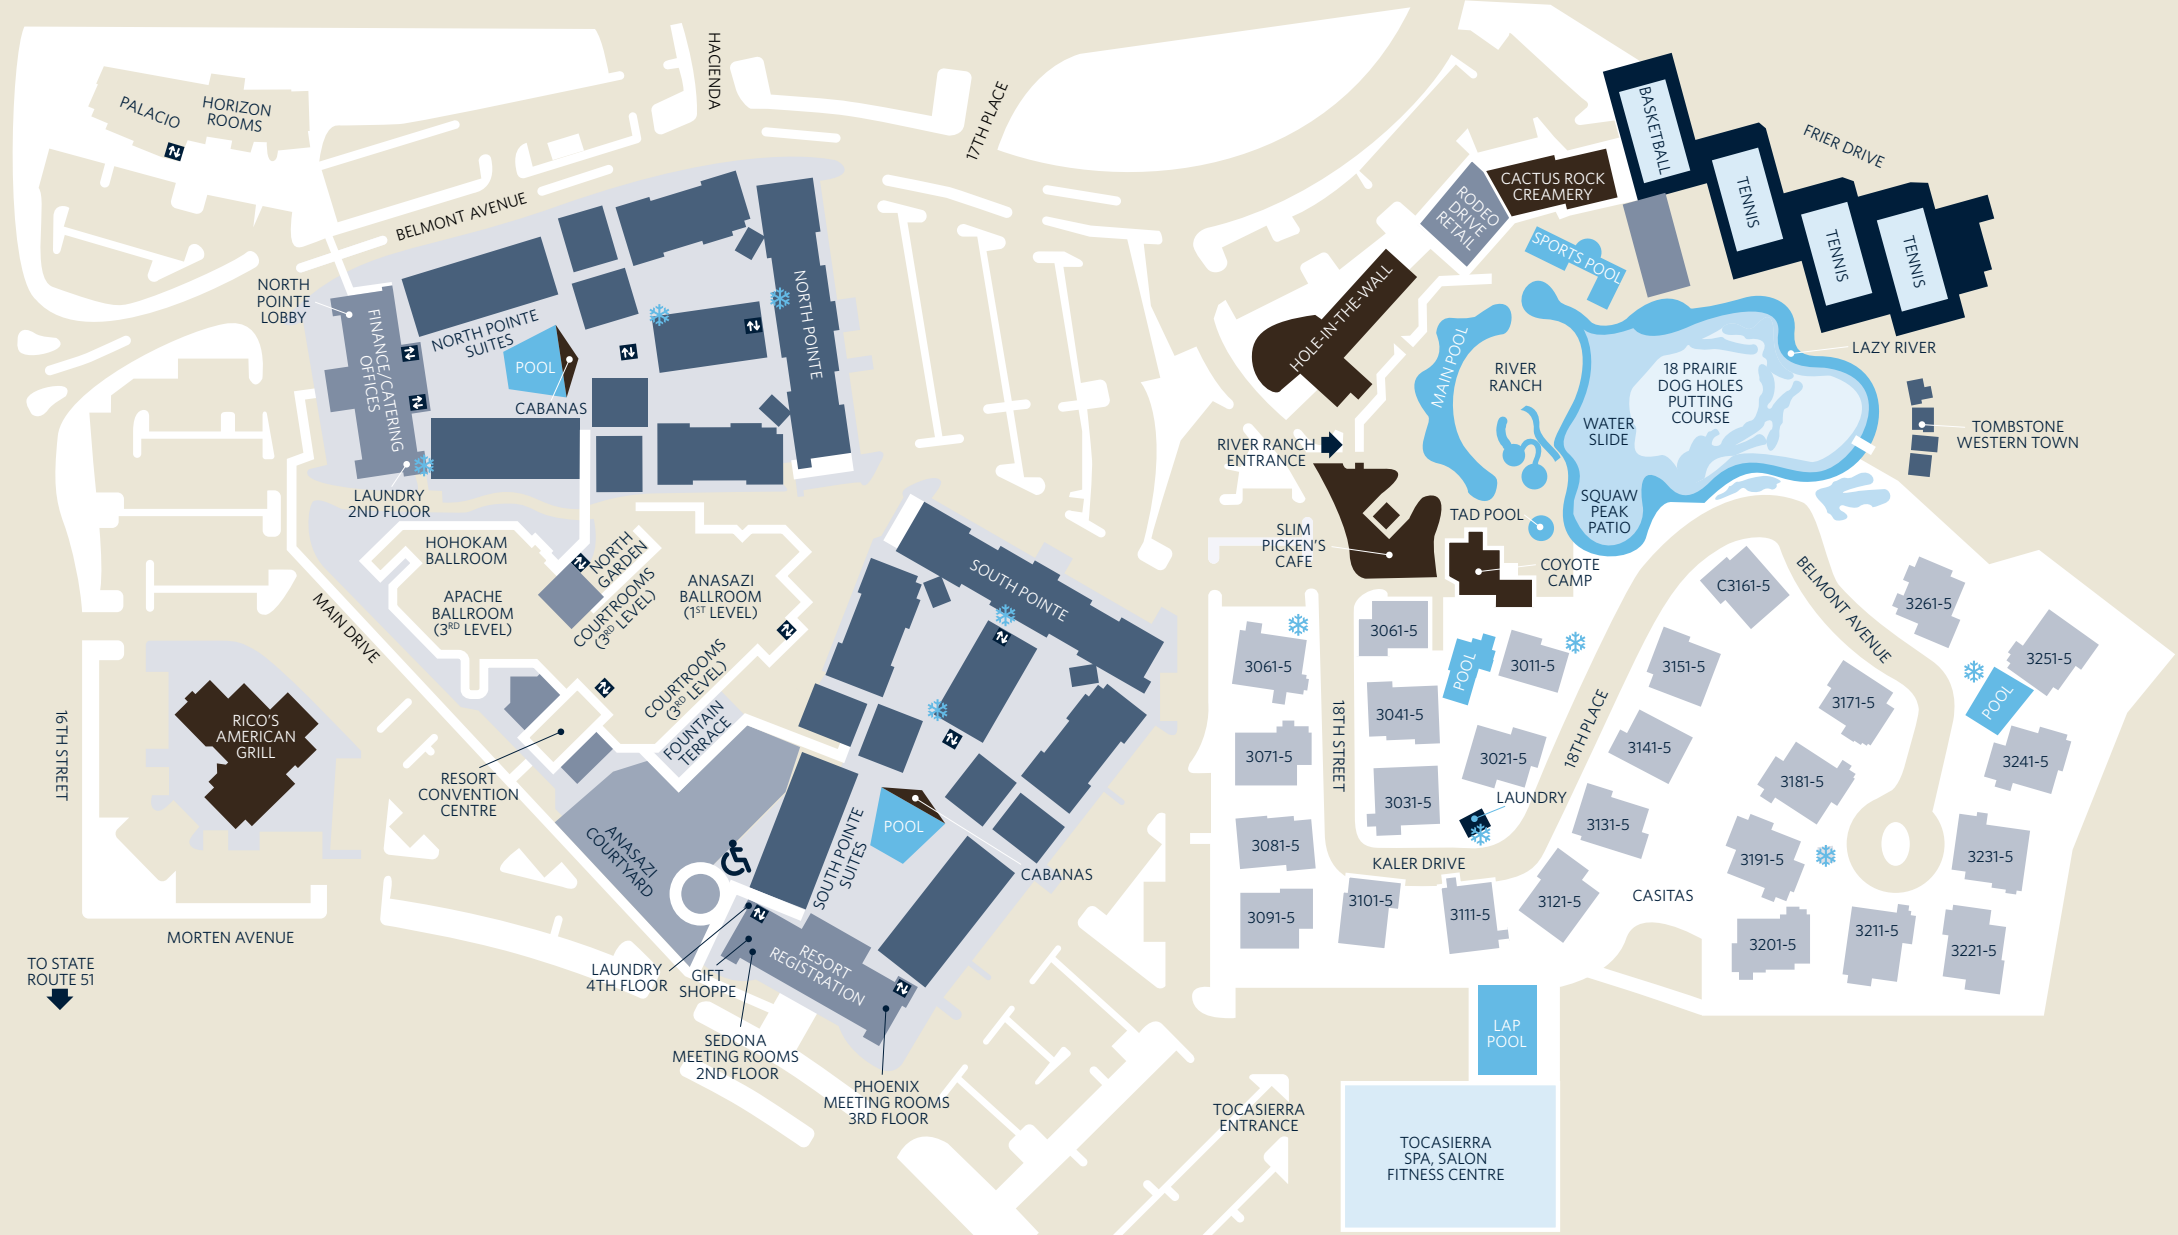 HACIENDA
17TH PLACE
PALACIO
HORIZON
ROOMS
BELMONT AVENUE
NORTH
POINTE
LOBBY
FINANCE/CATERING
OFFICES
NORTH POINTE
SUITES
POOL
CABANAS
NORTH POINTE
LAUNDRY
2ND FLOOR
HOHOKAM
BALLROOM
APACHE
BALLROOM
(3RD LEVEL)
NORTH
GARDEN
COURTROOMS
(3RD LEVEL)
ANASAZI
BALLROOM
(1ST LEVEL)
COURTROOMS
(3RD LEVEL)
FOUNTAIN
TERRACE
MAIN DRIVE
16TH STREET
RICO'S
AMERICAN
GRILL
RESORT
CONVENTION
CENTRE
MORTEN AVENUE
TO STATE
ROUTE 51
ANASAZI
COURTYARD
SOUTH POINTE
SOUTH POINTE
SUITES
POOL
CABANAS
RESORT
REGISTRATION
LAUNDRY
4TH FLOOR
GIFT
SHOPPE
SEDONA
MEETING ROOMS
2ND FLOOR
PHOENIX
MEETING ROOMS
3RD FLOOR
BASKETBALL
TENNIS
TENNIS
TENNIS
FRIER DRIVE
CACTUS ROCK
CREAMERY
RODEO
DRIVE
RETAIL
SPORTS POOL
HOLE-IN-THE-WALL
MAIN POOL
RIVER
RANCH
18 PRAIRIE
DOG HOLES
PUTTING
COURSE
LAZY RIVER
WATER
SLIDE
TOMBSTONE
WESTERN TOWN
RIVER RANCH
ENTRANCE
SQUAW
PEAK
PATIO
TAD POOL
SLIM
PICKEN'S
CAFE
COYOTE
CAMP
BELMONT AVENUE
C3161-5
3261-5
3251-5
3061-5
3061-5
POOL
3011-5
3151-5
3171-5
POOL
3041-5
3071-5
3021-5
3141-5
3181-5
3241-5
18TH STREET
18TH PLACE
3031-5
LAUNDRY
3131-5
3081-5
KALER DRIVE
3191-5
3231-5
3091-5
3101-5
3111-5
3121-5
CASITAS
3201-5
3211-5
3221-5
LAP
POOL
TOCASIERRA
ENTRANCE
TOCASIERRA
SPA, SALON
FITNESS CENTRE